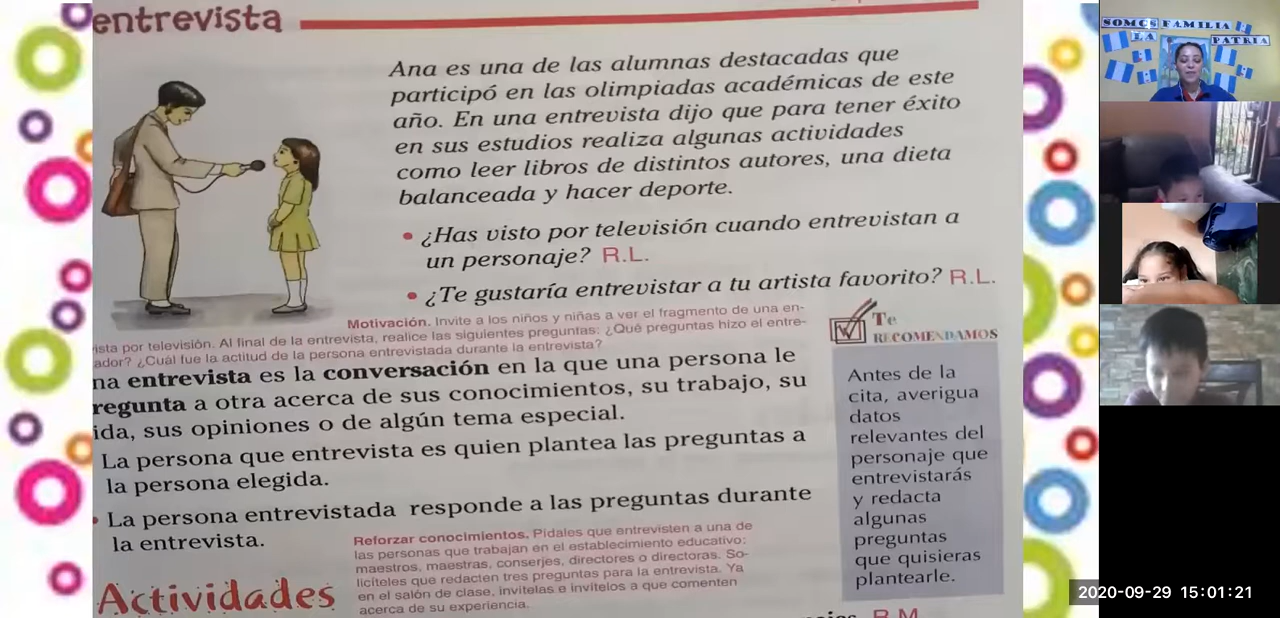 entrevista
Ana es una de las alumnas destacadas que
participó en las olimpiadas académicas de este
año. En una entrevista dijo que para tener éxito
en sus estudios realiza algunas actividades
como leer libros de distintos autores, una dieta
balanceada y hacer deporte.
• ¿Has visto por televisión cuando entrevistan a
un personaje? R.L.
• ¿Te gustaría entrevistar a tu artista favorito? R.L.
Motivación. Invite a los niños y niñas a ver el fragmento de una en-
ista por televisión. Al final de la entrevista, realice las siguientes preguntas: ¿Qué preguntas hizo el entre-
ador? ¿Cuál fue la actitud de la persona entrevistada durante la entrevista?
na entrevista es la conversación en la que una persona le
regunta a otra acerca de sus conocimientos, su trabajo, su
ida, sus opiniones o de algún tema especial.
La persona que entrevista es quien plantea las preguntas a
la persona elegida.
• La persona entrevistada responde a las preguntas durante
la entrevista.
Reforzar conocimientos. Pídales que entrevisten a una de
las personas que trabajan en el establecimiento educativo:
maestros, maestras, conserjes, directores o directoras. So-
licíteles que redacten tres preguntas para la entrevista. Ya
en el salón de clase, invítelas e invítelos a que comenten
acerca de su experiencia.
Actividades
Te
RECOMENDAMOS
Antes de la
cita, averigua
datos
relevantes del
personaje que
entrevistarás
y redacta
algunas
preguntas
que quisieras
plantearle.
R.M.
SOMOS FAMILIA
LA PATRIA
2020-09-29 15:01:21